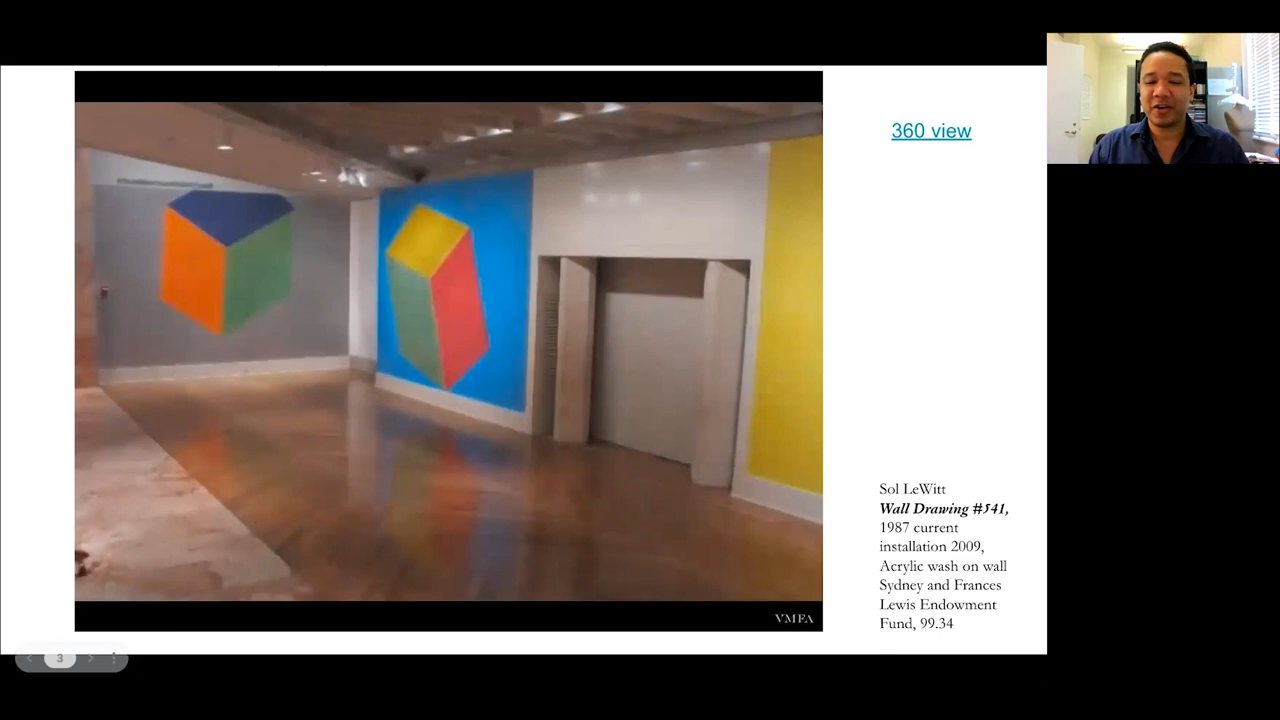 360 view
Sol LeWitt
Wall Drawing #541,
1987 current
installation 2009,
Acrylic wash on wall
Sydney and Frances
Lewis Endowment
Fund, 99.34
VMFA
3